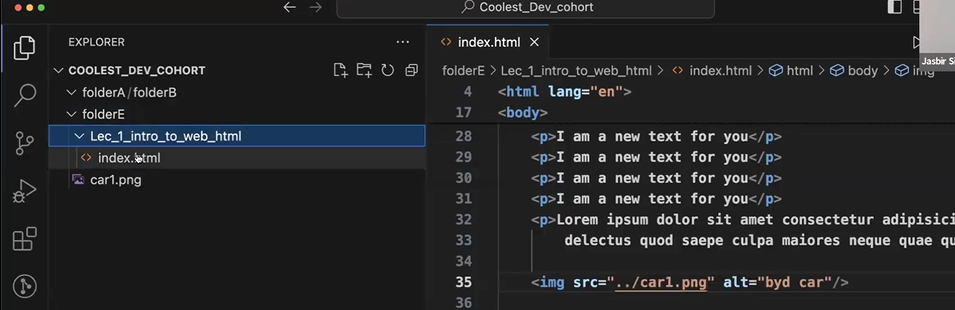 Coolest_Dev_cohort
EXPLORER
COOLEST_DEV_COHORT
folderA / folderB
folderE
Lec_1_intro_to_web_html
index.html
car1.png
index.html
folderE > Lec_1_intro_to_web_html > <> index.html > html > body > img
4 <html lang="en">
17 <body>
28 <p>I am a new text for you</p>
29 <p>I am a new text for you</p>
30 <p>I am a new text for you</p>
31 <p>I am a new text for you</p>
32 <p>Lorem ipsum dolor sit amet consectetur adipisici
33 delectus quod saepe culpa maiores neque quae qu
34
35 <img src="../car1.png" alt="byd car"/>
36
Jasbir